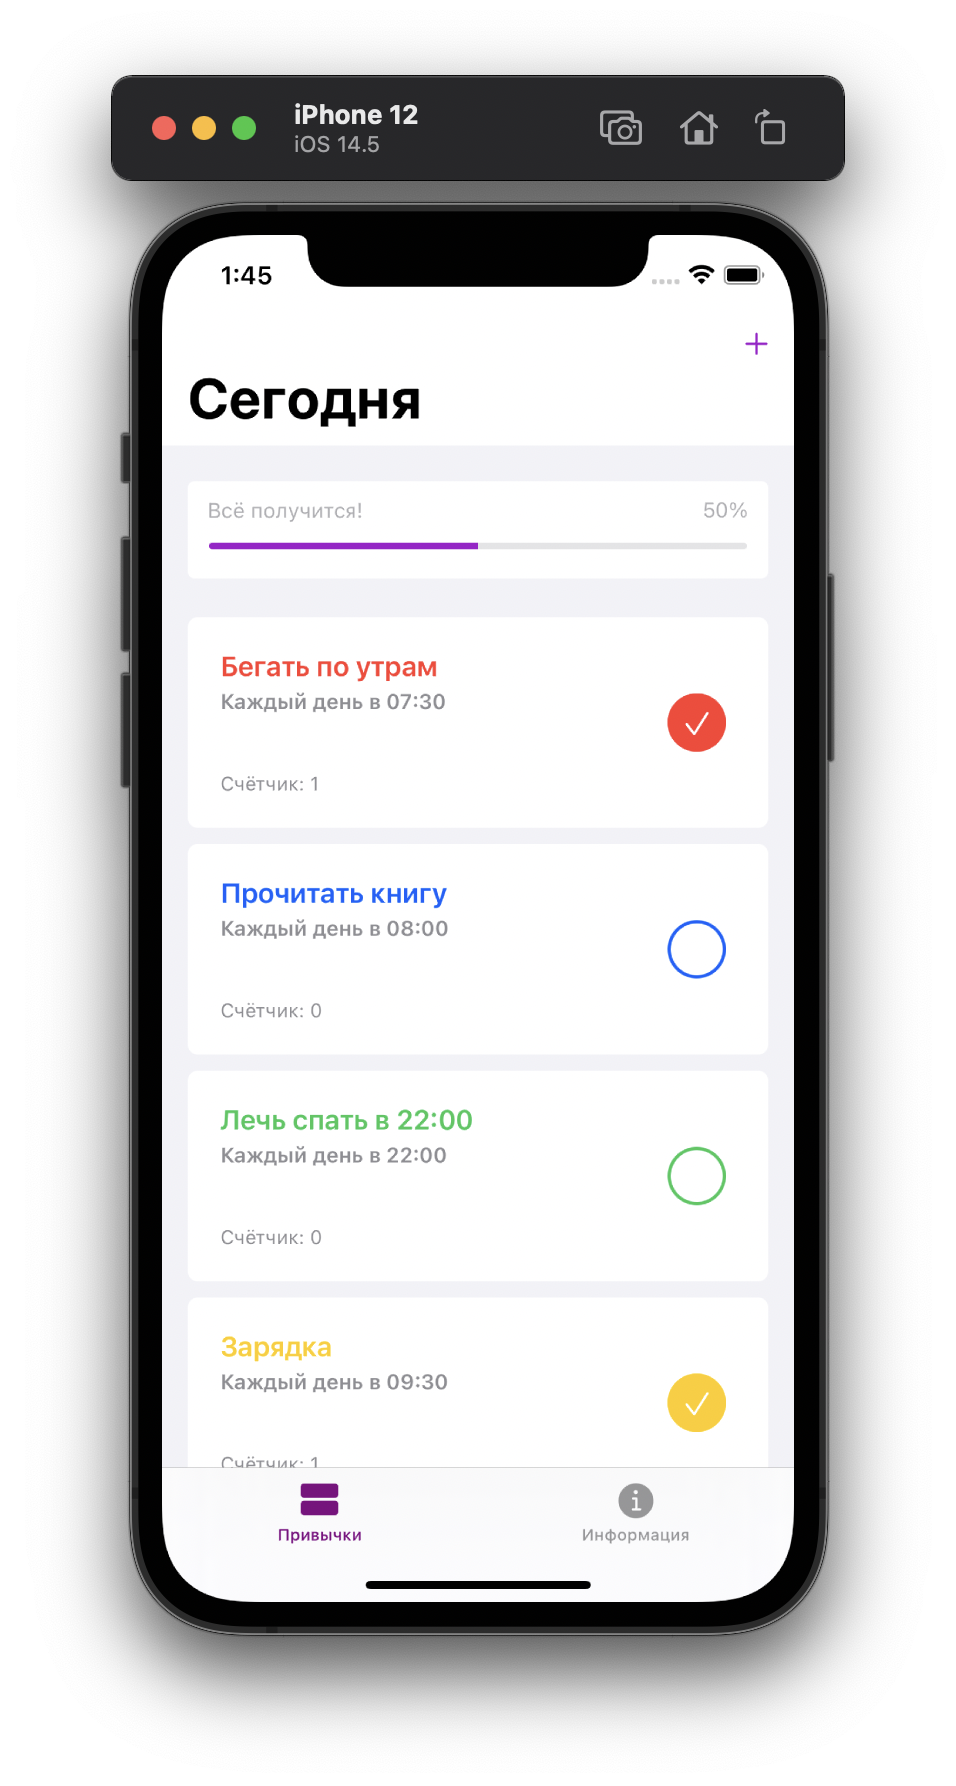 iPhone 12
iOS 14.5
1:45
Сегодня
Всё получится! 50%
Бегать по утрам
Каждый день в 07:30
Счётчик: 1
Прочитать книгу
Каждый день в 08:00
Счётчик: 0
Лечь спать в 22:00
Каждый день в 22:00
Счётчик: 0
Зарядка
Каждый день в 09:30
Счётчик: 1
Привычки Информация